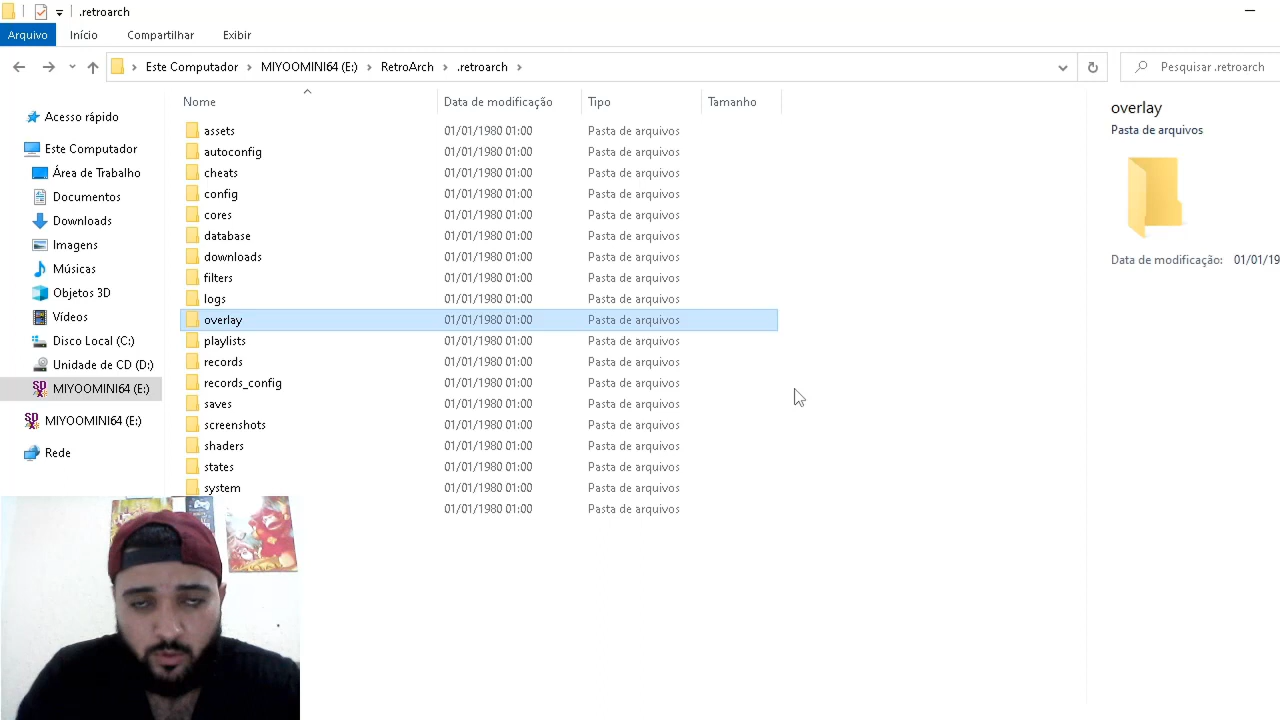 .retroarch
Arquivo Início Compartilhar Exibir
Este Computador MIYOOMINI64 (E:) RetroArch .retroarch
Pesquisar .retroarch
Acesso rápido
Este Computador
Área de Trabalho
Documentos
Downloads
Imagens
Músicas
Objetos 3D
Vídeos
Disco Local (C:)
Unidade de CD (D:)
MIYOOMINI64 (E:)
MIYOOMINI64 (E:)
Rede
Nome Data de modificação Tipo Tamanho
assets 01/01/1980 01:00 Pasta de arquivos
autoconfig 01/01/1980 01:00 Pasta de arquivos
cheats 01/01/1980 01:00 Pasta de arquivos
config 01/01/1980 01:00 Pasta de arquivos
cores 01/01/1980 01:00 Pasta de arquivos
database 01/01/1980 01:00 Pasta de arquivos
downloads 01/01/1980 01:00 Pasta de arquivos
filters 01/01/1980 01:00 Pasta de arquivos
logs 01/01/1980 01:00 Pasta de arquivos
overlay 01/01/1980 01:00 Pasta de arquivos
playlists 01/01/1980 01:00 Pasta de arquivos
records 01/01/1980 01:00 Pasta de arquivos
records_config 01/01/1980 01:00 Pasta de arquivos
saves 01/01/1980 01:00 Pasta de arquivos
screenshots 01/01/1980 01:00 Pasta de arquivos
shaders 01/01/1980 01:00 Pasta de arquivos
states 01/01/1980 01:00 Pasta de arquivos
system 01/01/1980 01:00 Pasta de arquivos
01/01/1980 01:00 Pasta de arquivos
overlay
Pasta de arquivos
Data de modificação: 01/01/19